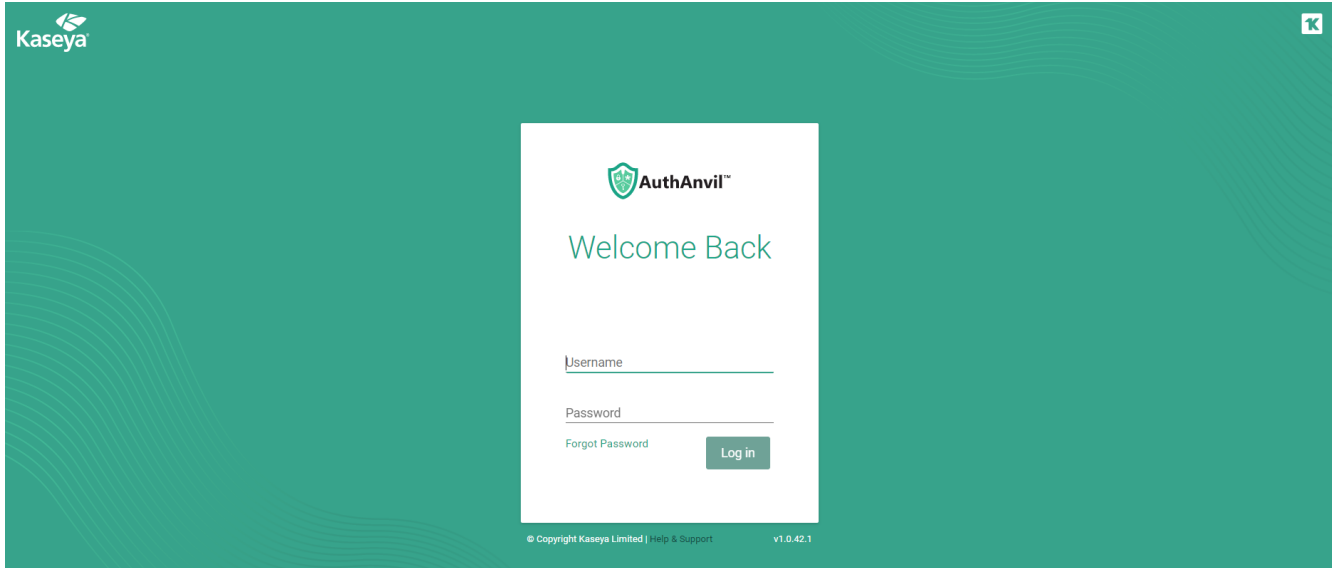 Kaseya
K
AuthAnvil™
Welcome Back
Username
Password
Forgot Password
Log in
© Copyright Kaseya Limited | Help & Support v1.0.42.1